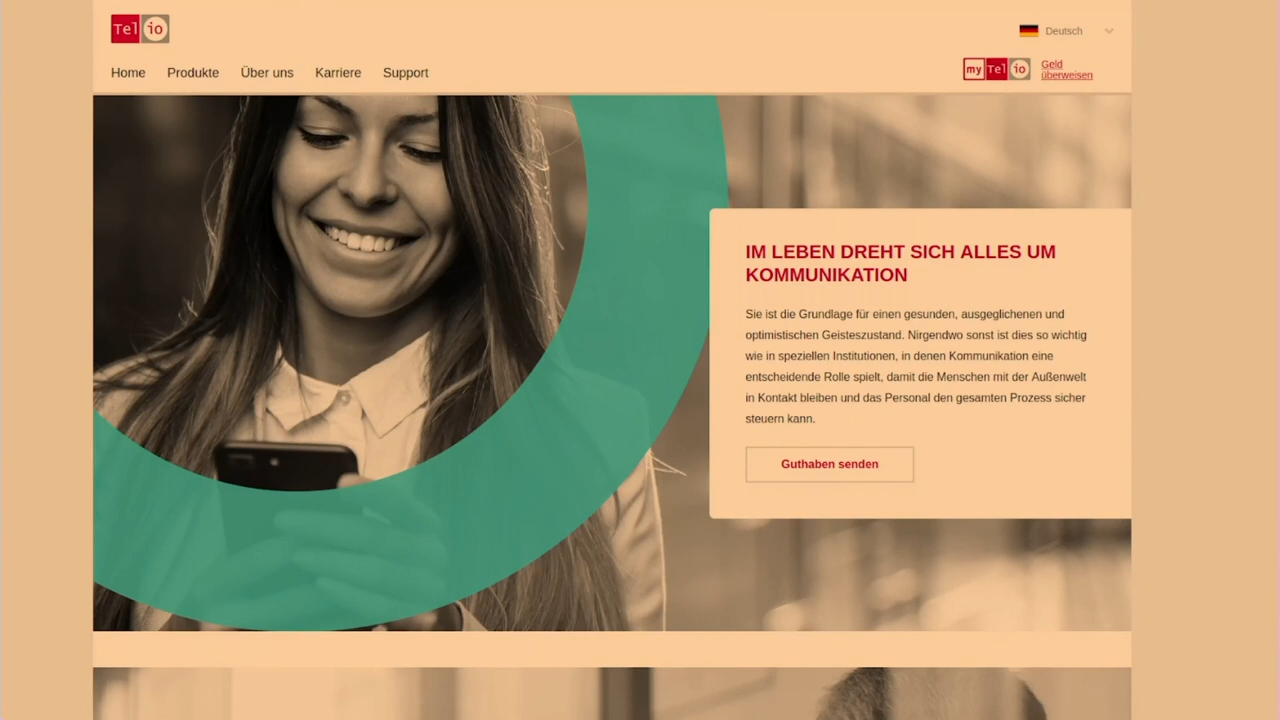 Tel io
Deutsch
Home Produkte Über uns Karriere Support
my Tel io
Geld
überweisen
IM LEBEN DREHT SICH ALLES UM
KOMMUNIKATION
Sie ist die Grundlage für einen gesunden, ausgeglichenen und
optimistischen Geisteszustand. Nirgendwo sonst ist dies so wichtig
wie in speziellen Institutionen, in denen Kommunikation eine
entscheidende Rolle spielt, damit die Menschen mit der Außenwelt
in Kontakt bleiben und das Personal den gesamten Prozess sicher
steuern kann.
Guthaben senden